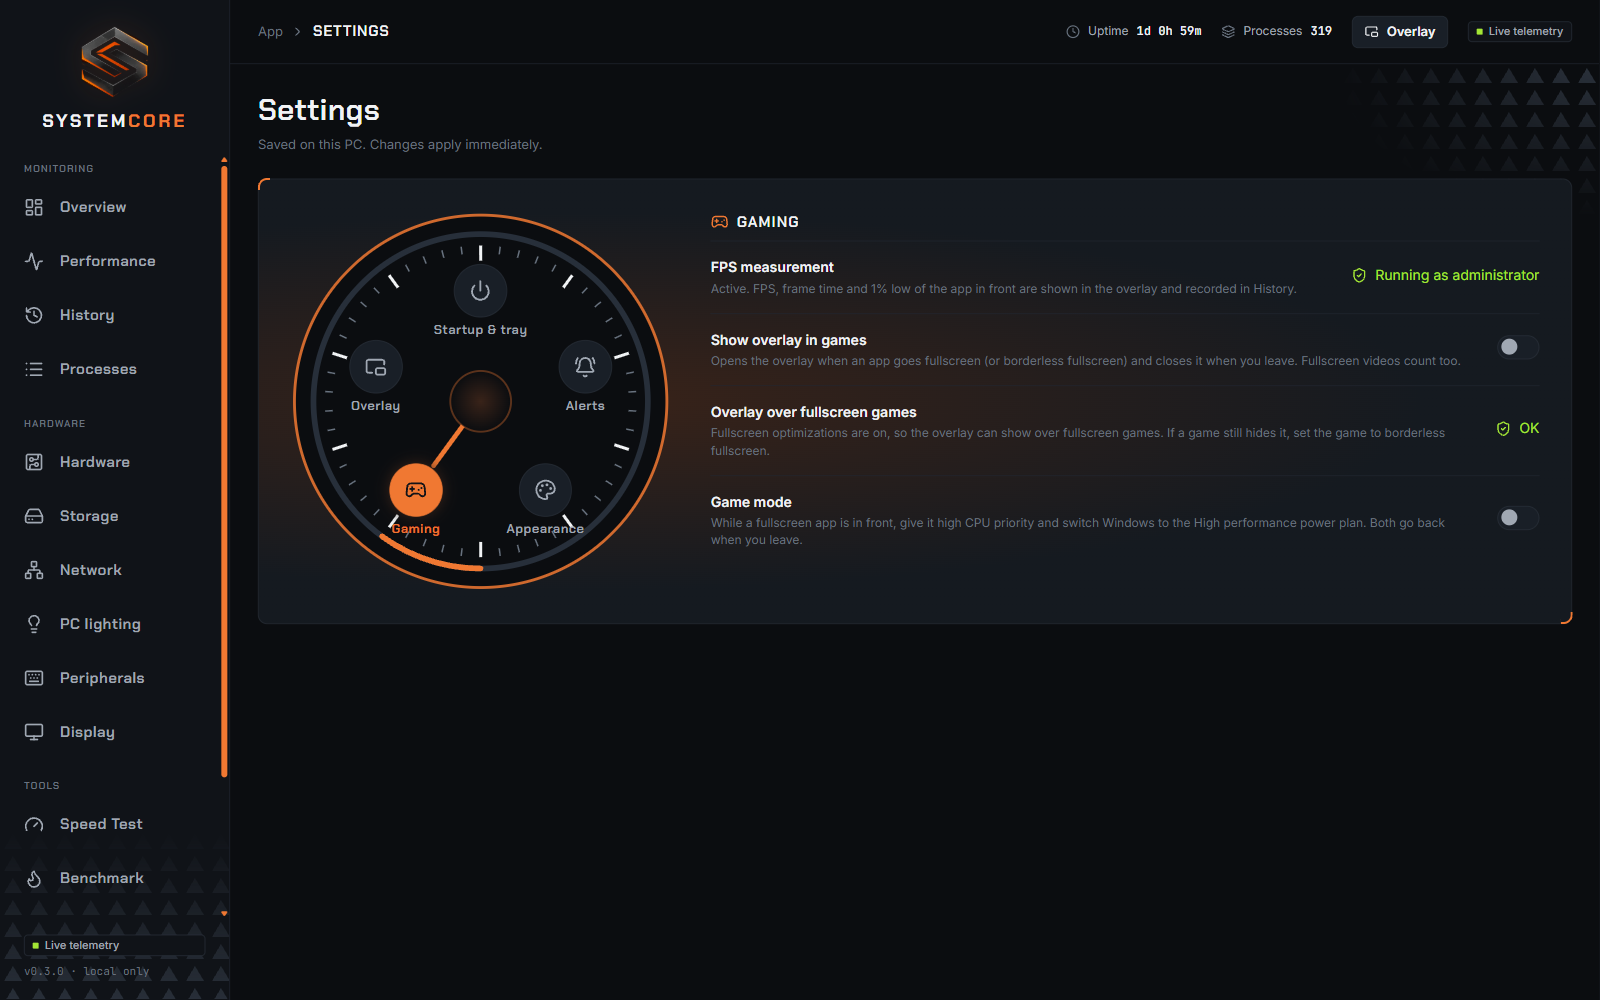 SYSTEMCORE
MONITORING
Overview
Performance
History
Processes
HARDWARE
Hardware
Storage
Network
PC lighting
Peripherals
Display
TOOLS
Speed Test
Benchmark
Live telemetry
v0.3.0 · local only
App > SETTINGS
Uptime 1d 0h 59m
Processes 319
Overlay
Live telemetry
Settings
Saved on this PC. Changes apply immediately.
Startup & tray
Overlay
Alerts
Gaming
Appearance
GAMING
FPS measurement
Active. FPS, frame time and 1% low of the app in front are shown in the overlay and recorded in History.
Running as administrator
Show overlay in games
Opens the overlay when an app goes fullscreen (or borderless fullscreen) and closes it when you leave. Fullscreen videos count too.
Overlay over fullscreen games
Fullscreen optimizations are on, so the overlay can show over fullscreen games. If a game still hides it, set the game to borderless
fullscreen.
OK
Game mode
While a fullscreen app is in front, give it high CPU priority and switch Windows to the High performance power plan. Both go back
when you leave.